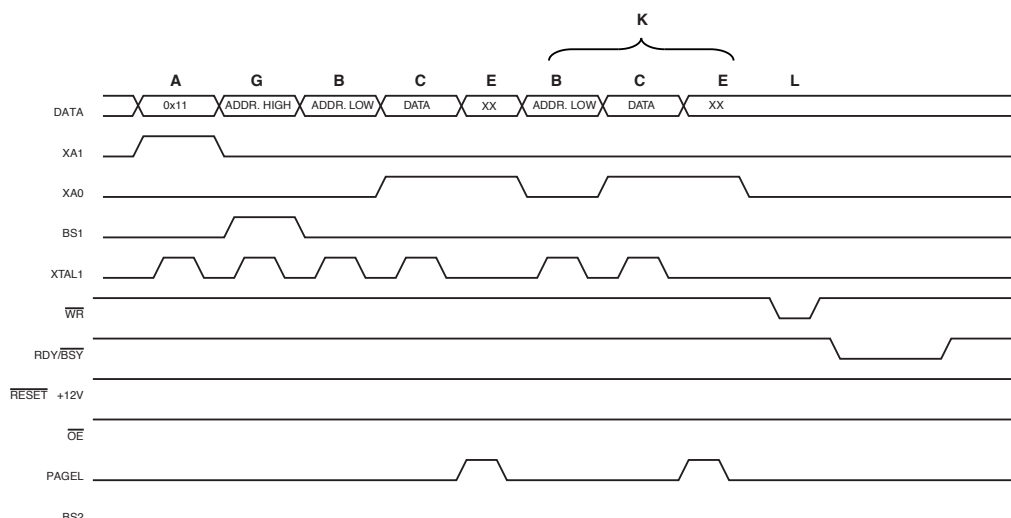 K
A G B C E B C E L
DATA 0x11 ADDR. HIGH ADDR. LOW DATA XX ADDR. LOW DATA XX
XA1
XA0
BS1
XTAL1
WR
RDY/BSY
RESET +12V
OE
PAGEL
BS2